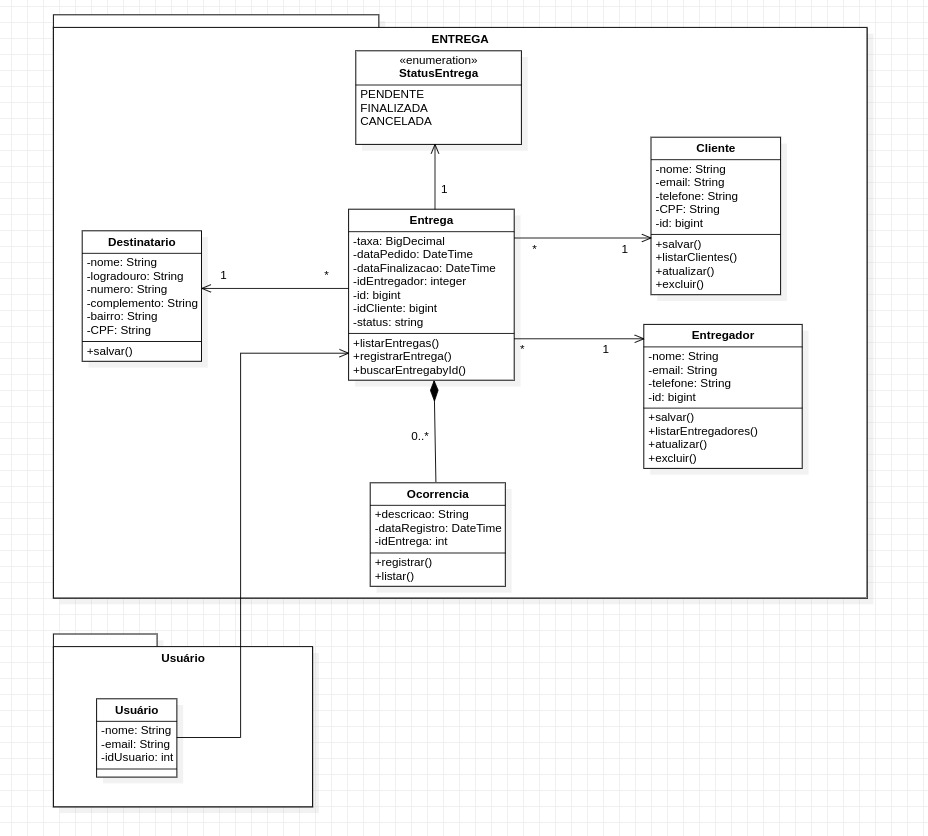 ENTREGA
«enumeration»
StatusEntrega
PENDENTE
FINALIZADA
CANCELADA
1
Cliente
-nome: String
-email: String
-telefone: String
-CPF: String
-id: bigint
+salvar()
+listarClientes()
+atualizar()
+excluir()
Destinatario
-nome: String
-logradouro: String
-numero: String
-complemento: String
-bairro: String
-CPF: String
+salvar()
1
*
Entrega
-taxa: BigDecimal
-dataPedido: DateTime
-dataFinalizacao: DateTime
-idEntregador: integer
-id: bigint
-idCliente: bigint
-status: string
+listarEntregas()
+registrarEntrega()
+buscarEntregabyId()
*
1
*
1
Entregador
-nome: String
-email: String
-telefone: String
-id: bigint
+salvar()
+listarEntregadores()
+atualizar()
+excluir()
0..*
Ocorrencia
+descricao: String
-dataRegistro: DateTime
-idEntrega: int
+registrar()
+listar()
Usuário
Usuário
-nome: String
-email: String
-idUsuario: int